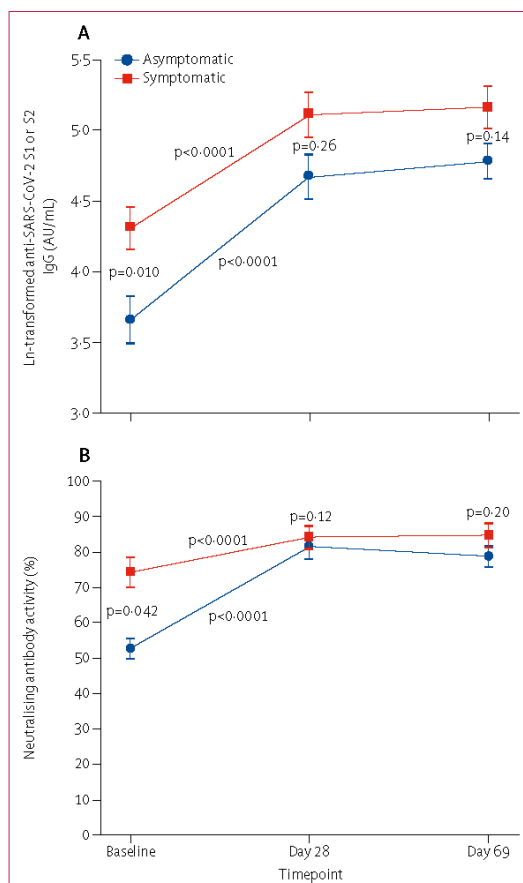 A
Asymptomatic
Symptomatic
Ln-transformed anti-SARS-CoV-2 S1 or S2
IgG (AU/mL)
5·5
5·0
4·5
4·0
3·5
3·0
p<0·0001
p=0·26
p=0·14
p=0·010
p<0·0001
B
Neutralising antibody activity (%)
100
90
80
70
60
50
40
30
20
10
0
p<0·0001
p=0·12
p=0·20
p=0·042
p<0·0001
Baseline
Day 28
Day 69
Timepoint